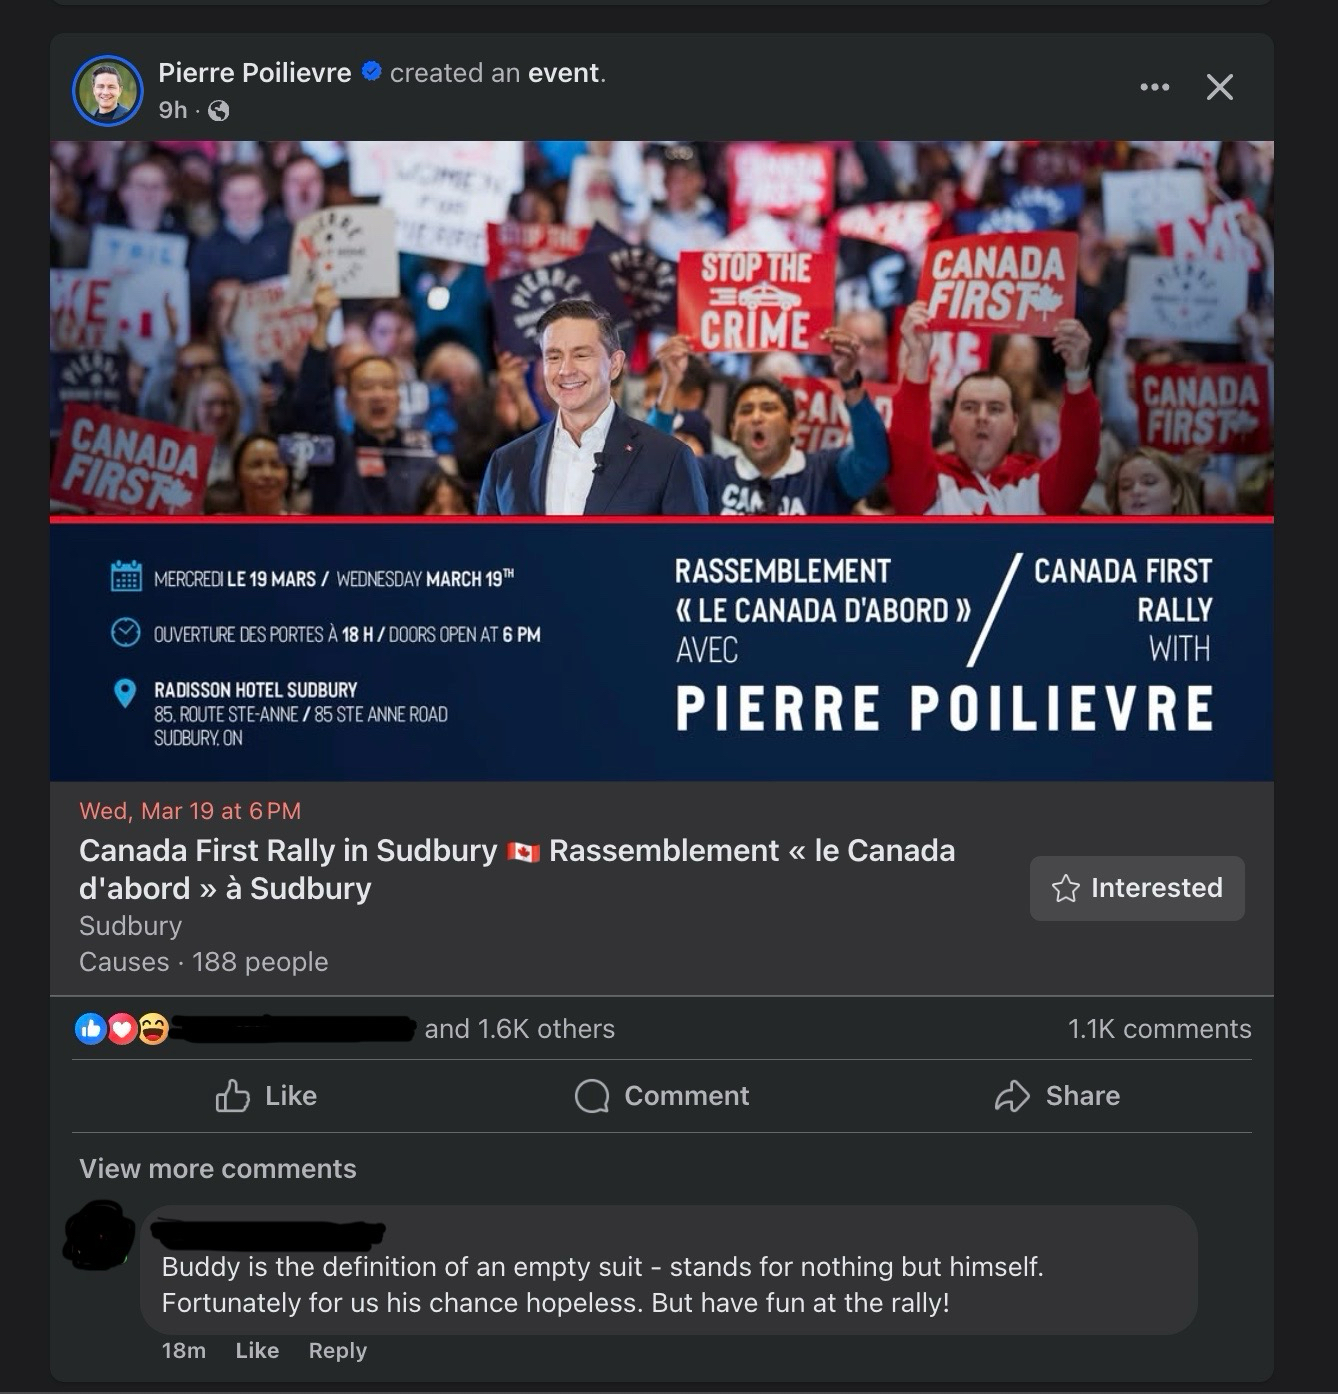 Pierre Poilievre created an event.
9h ·
WOMEN
FOR
PIERRE
STOP THE
CRIME
CANADA
FIRST
CANADA
FIRST
CANADA
FIRST
PIERRE
CANADA
MERCREDI LE 19 MARS / WEDNESDAY MARCH 19TH
OUVERTURE DES PORTES À 18 H / DOORS OPEN AT 6 PM
RADISSON HOTEL SUDBURY
85, ROUTE STE-ANNE / 85 STE ANNE ROAD
SUDBURY, ON
RASSEMBLEMENT
« LE CANADA D'ABORD »
AVEC
CANADA FIRST
RALLY
WITH
PIERRE POILIEVRE
Wed, Mar 19 at 6 PM
Canada First Rally in Sudbury 🇨🇦 Rassemblement « le Canada
d'abord » à Sudbury
Sudbury
Causes · 188 people
Interested
and 1.6K others
1.1K comments
Like
Comment
Share
View more comments
Buddy is the definition of an empty suit - stands for nothing but himself.
Fortunately for us his chance hopeless. But have fun at the rally!
18m Like Reply